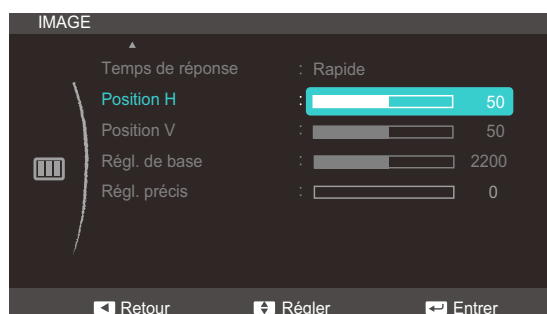 IMAGE
Temps de réponse : Rapide
Position H : 50
Position V : 50
Régl. de base : 2200
Régl. précis : 0
Retour Régler Entrer